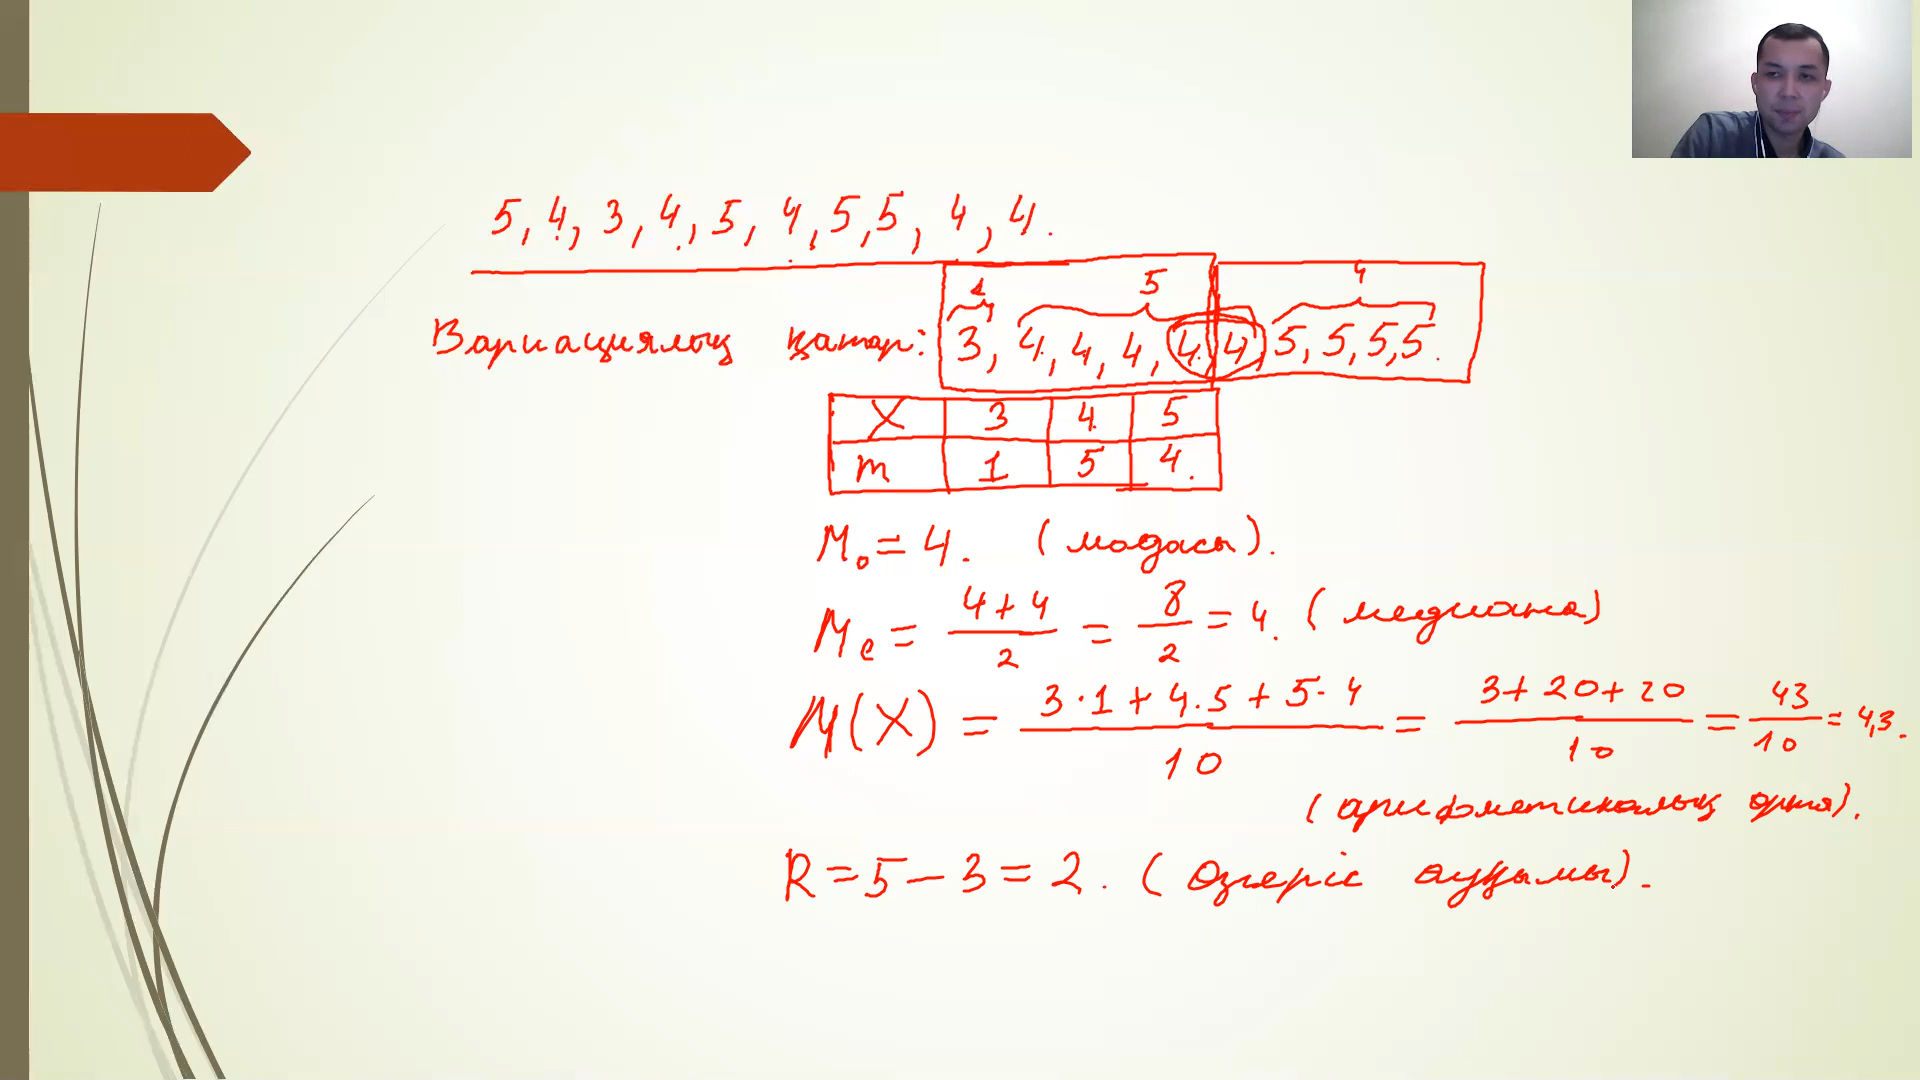 5, 4, 3, 4, 5, 4, 5, 5, 4, 4.
1 5 4
Вариациялық қатар: 3, 4, 4, 4, 4, 4, 5, 5, 5, 5.
X 3 4 5
m 1 5 4.
M₀ = 4. (модасы).
Me = (4+4)/2 = 8/2 = 4. (медиана)
M(X) = (3·1+4·5+5·4)/10 = (3+20+20)/10 = 43/10 = 4,3.
(арифметикалық орта).
R = 5 − 3 = 2. (Өзгеріс ауқымы).